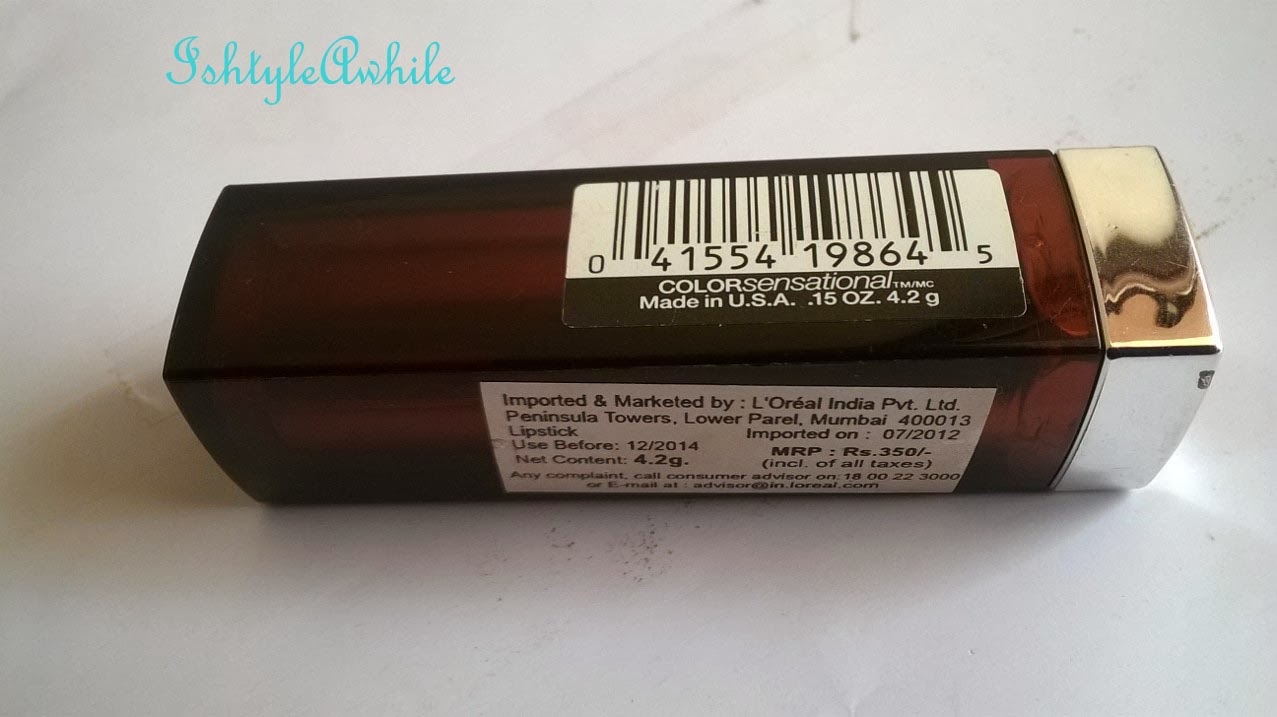 IshtyleAwhile
0 41554 19864 5
COLORsensational TM/MC
Made in U.S.A. .15 OZ. 4.2 g
Imported & Marketed by : L'Oréal India Pvt. Ltd.
Peninsula Towers, Lower Parel, Mumbai 400013
Lipstick Imported on : 07/2012
Use Before: 12/2014 MRP : Rs.350/-
Net Content: 4.2g. (incl. of all taxes)
Any complaint, call consumer advisor on: 18 00 22 3000
or E-mail at : advisor@in.loreal.com